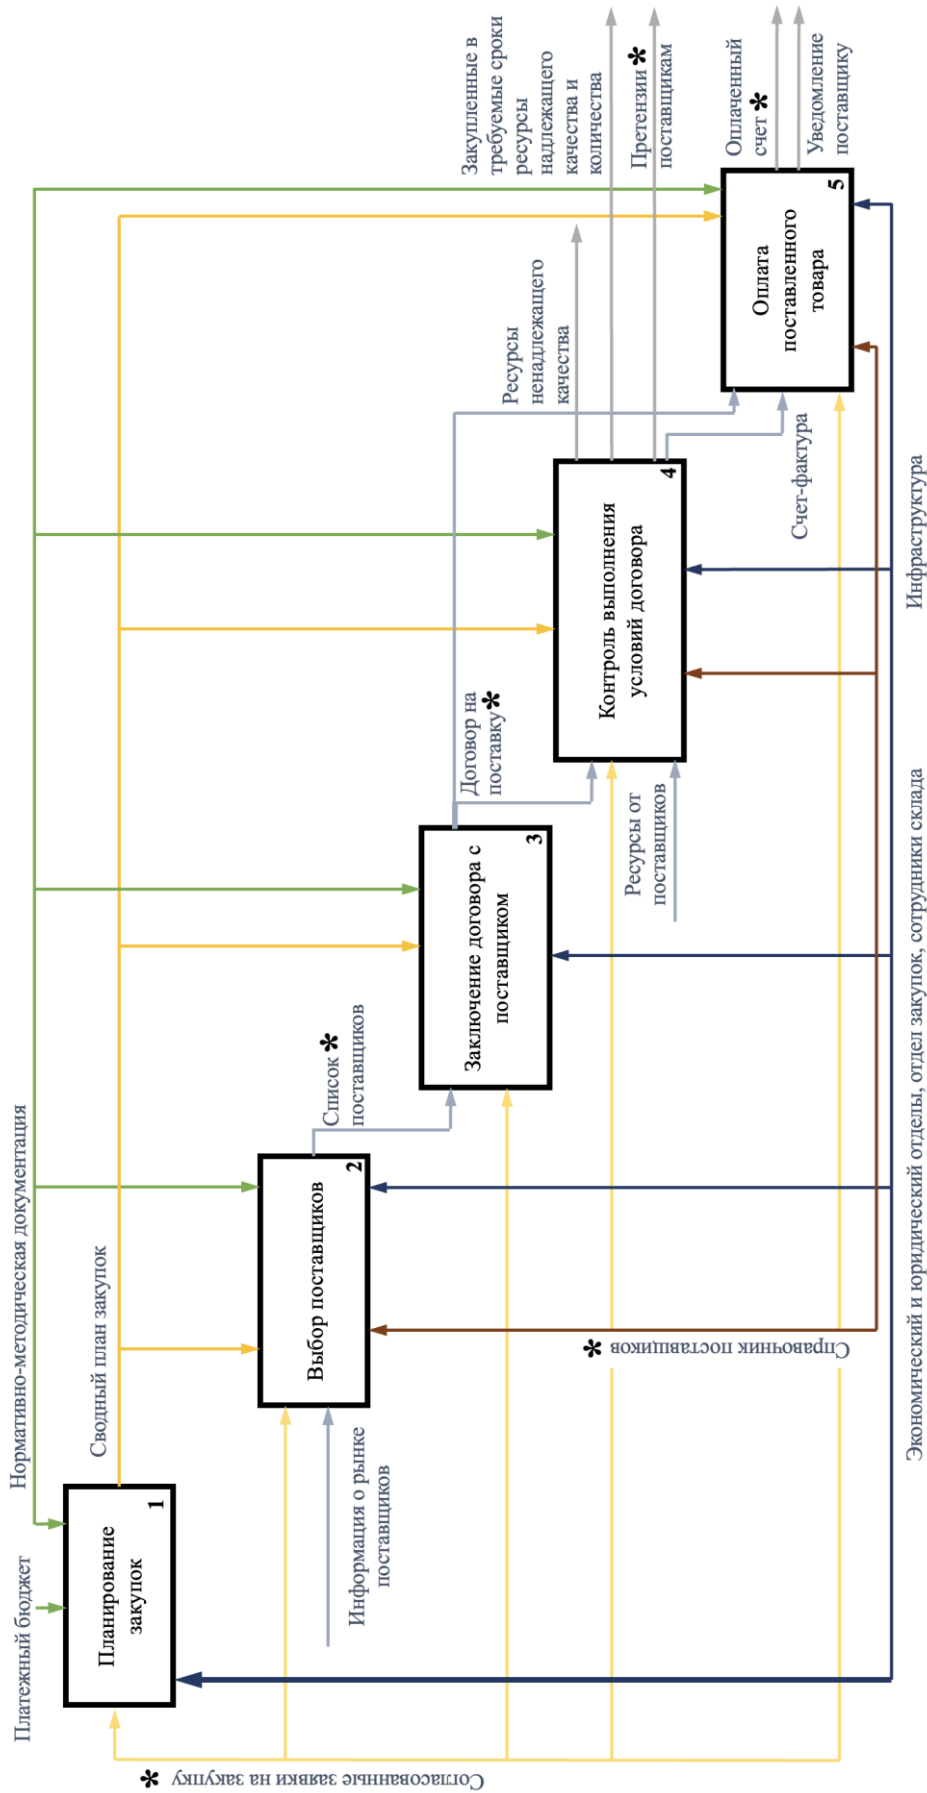 Платежный бюджет
Нормативно-методическая документация
Планирование
закупок
1
Сводный план закупок
Согласованные заявки на закупку *
Информация о рынке
поставщиков
Выбор поставщиков
2
Список *
поставщиков
Справочник поставщиков *
Заключение договора с
поставщиком
3
Договор на
поставку*
Ресурсы от
поставщиков
Контроль выполнения
условий договора
4
Ресурсы
ненадлежащего
качества
Закупленные в
требуемые сроки
ресурсы
надлежащего
качества и
количества
Претензии *
поставщикам
Счет-фактура
Оплата
поставленного
товара
5
Оплаченный
счет *
Уведомление
поставщику
Экономический и юридический отделы, отдел закупок, сотрудники склада
Инфраструктура